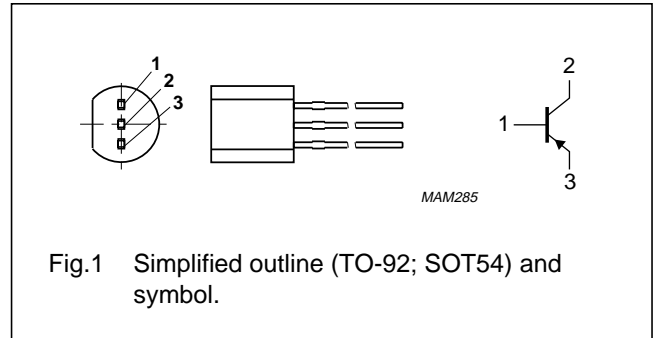 1
2
3
2
1
3
MAM285
Fig.1 Simplified outline (TO-92; SOT54) and
symbol.